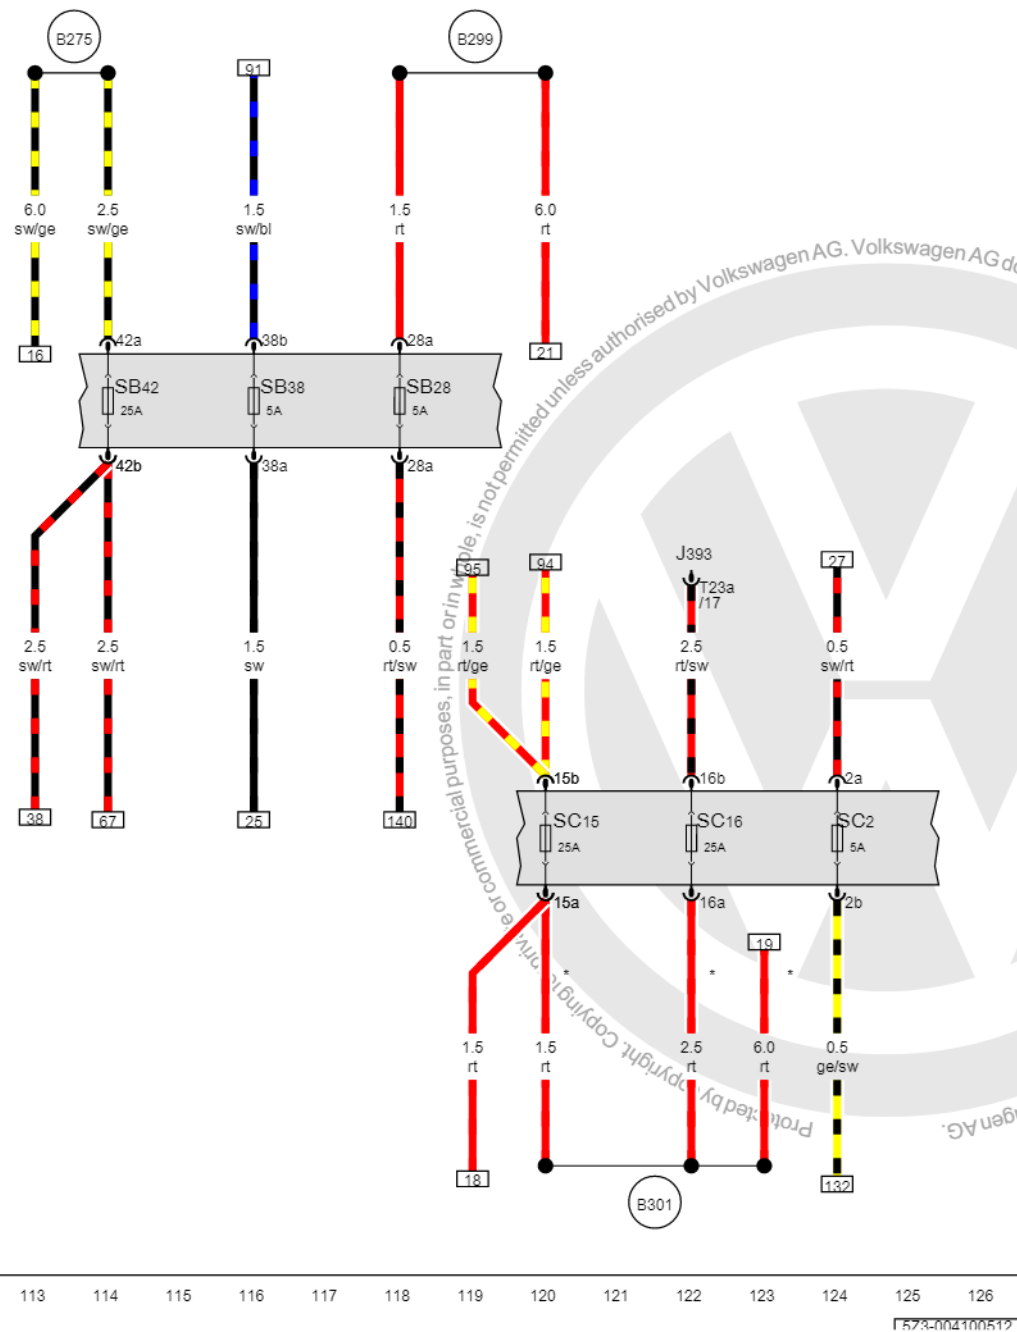 B275
B299
91
6.0
sw/ge
2.5
sw/ge
1.5
sw/bl
1.5
rt
6.0
rt
16
42a
38b
28a
21
SB42
25A
SB38
5A
SB28
5A
42b
38a
28a
95
94
J393
T23a
/17
27
2.5
sw/rt
2.5
sw/rt
1.5
sw
0.5
rt/sw
1.5
rt/ge
1.5
rt/ge
2.5
rt/sw
0.5
sw/rt
38
67
25
140
15b
16b
2a
SC15
25A
SC16
25A
SC2
5A
15a
16a
2b
19
* * *
1.5
rt
1.5
rt
2.5
rt
6.0
rt
0.5
ge/sw
18
132
B301
113 114 115 116 117 118 119 120 121 122 123 124 125 126
573-004100512
commercial purposes, in part or in whole, is not permitted unless authorised by Volkswagen AG. Volkswagen AG do
Copying
Protected by copyright.
gen AG.